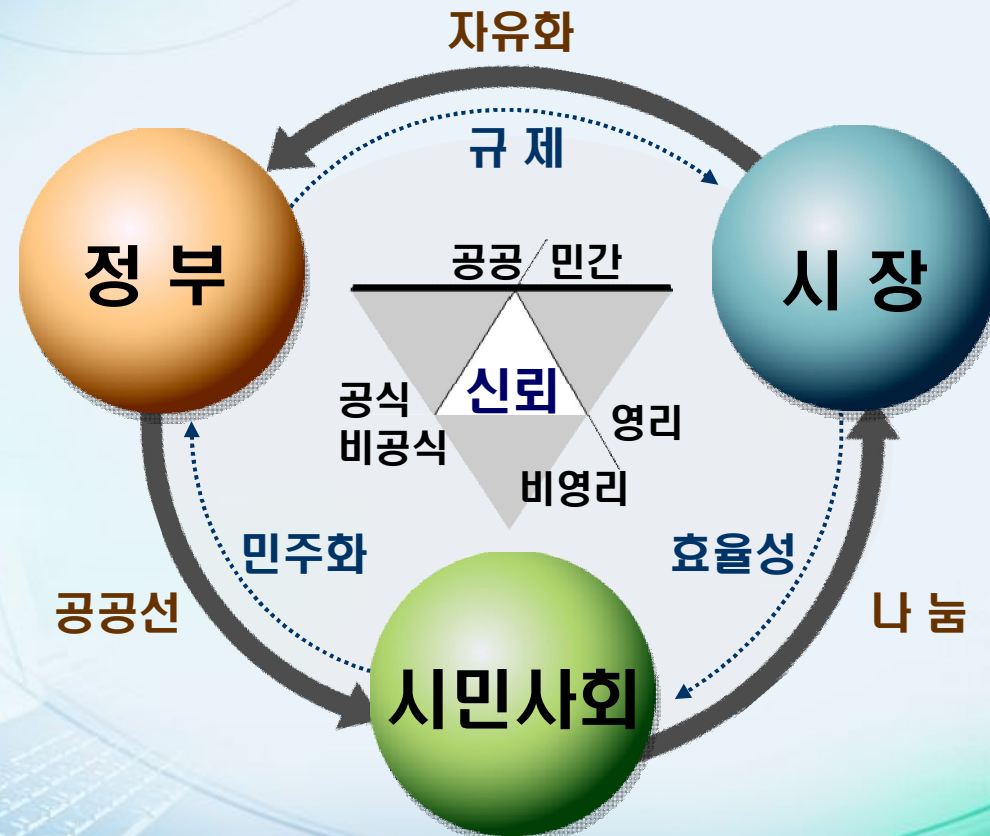 자유화
규 제
정 부
시 장
공공 / 민간
신뢰
공식
비공식
영리
비영리
민주화
효율성
공공선
나 눔
시민사회